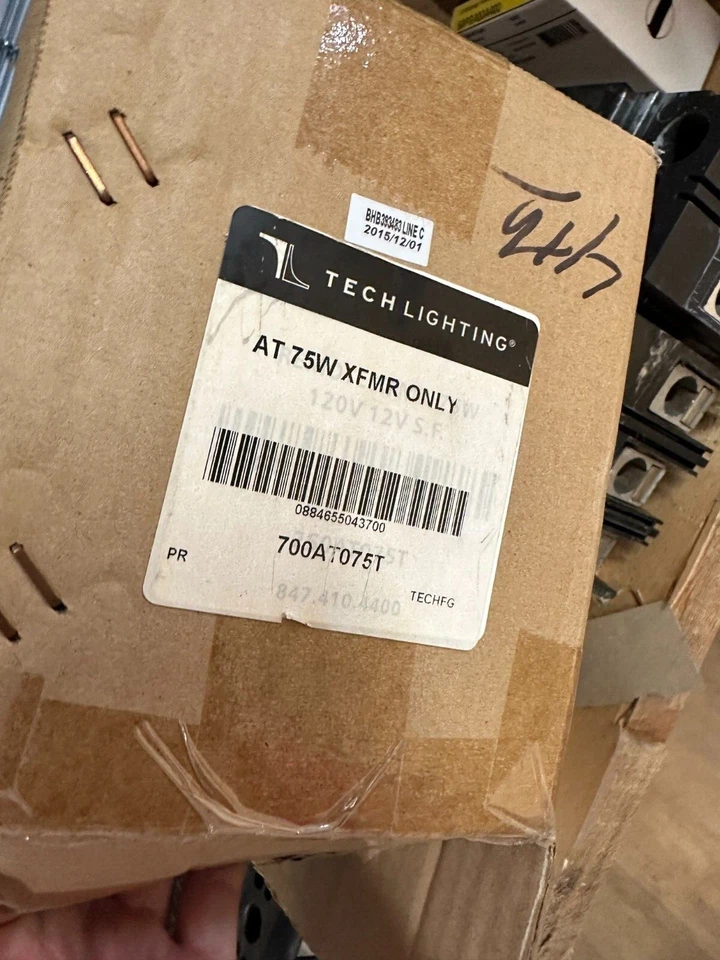 BHB393483 LINE C
2015/12/01
TECH LIGHTING®
AT 75W XFMR ONLY
120V 12V S.F.
0884655043700
700AT075T
PR
847.410.4400
TECHFG